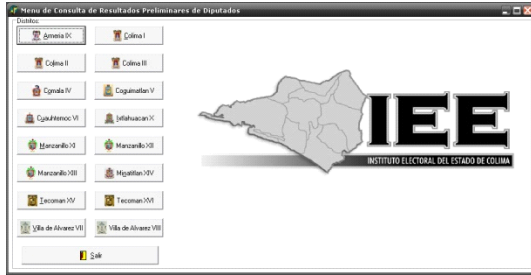 Menu de Consulta de Resultados Preliminares de Diputados
Distritos:
Armeria IX
Colima I
Colima II
Colima III
Comala IV
Coquimatlan V
Cuauhtemoc VI
Ixtlahuacan X
Manzanillo XI
Manzanillo XII
Manzanillo XIII
Minatitlan XIV
Tecoman XV
Tecoman XVI
Villa de Alvarez VII
Villa de Alvarez VIII
Salir
IEE
INSTITUTO ELECTORAL DEL ESTADO DE COLIMA